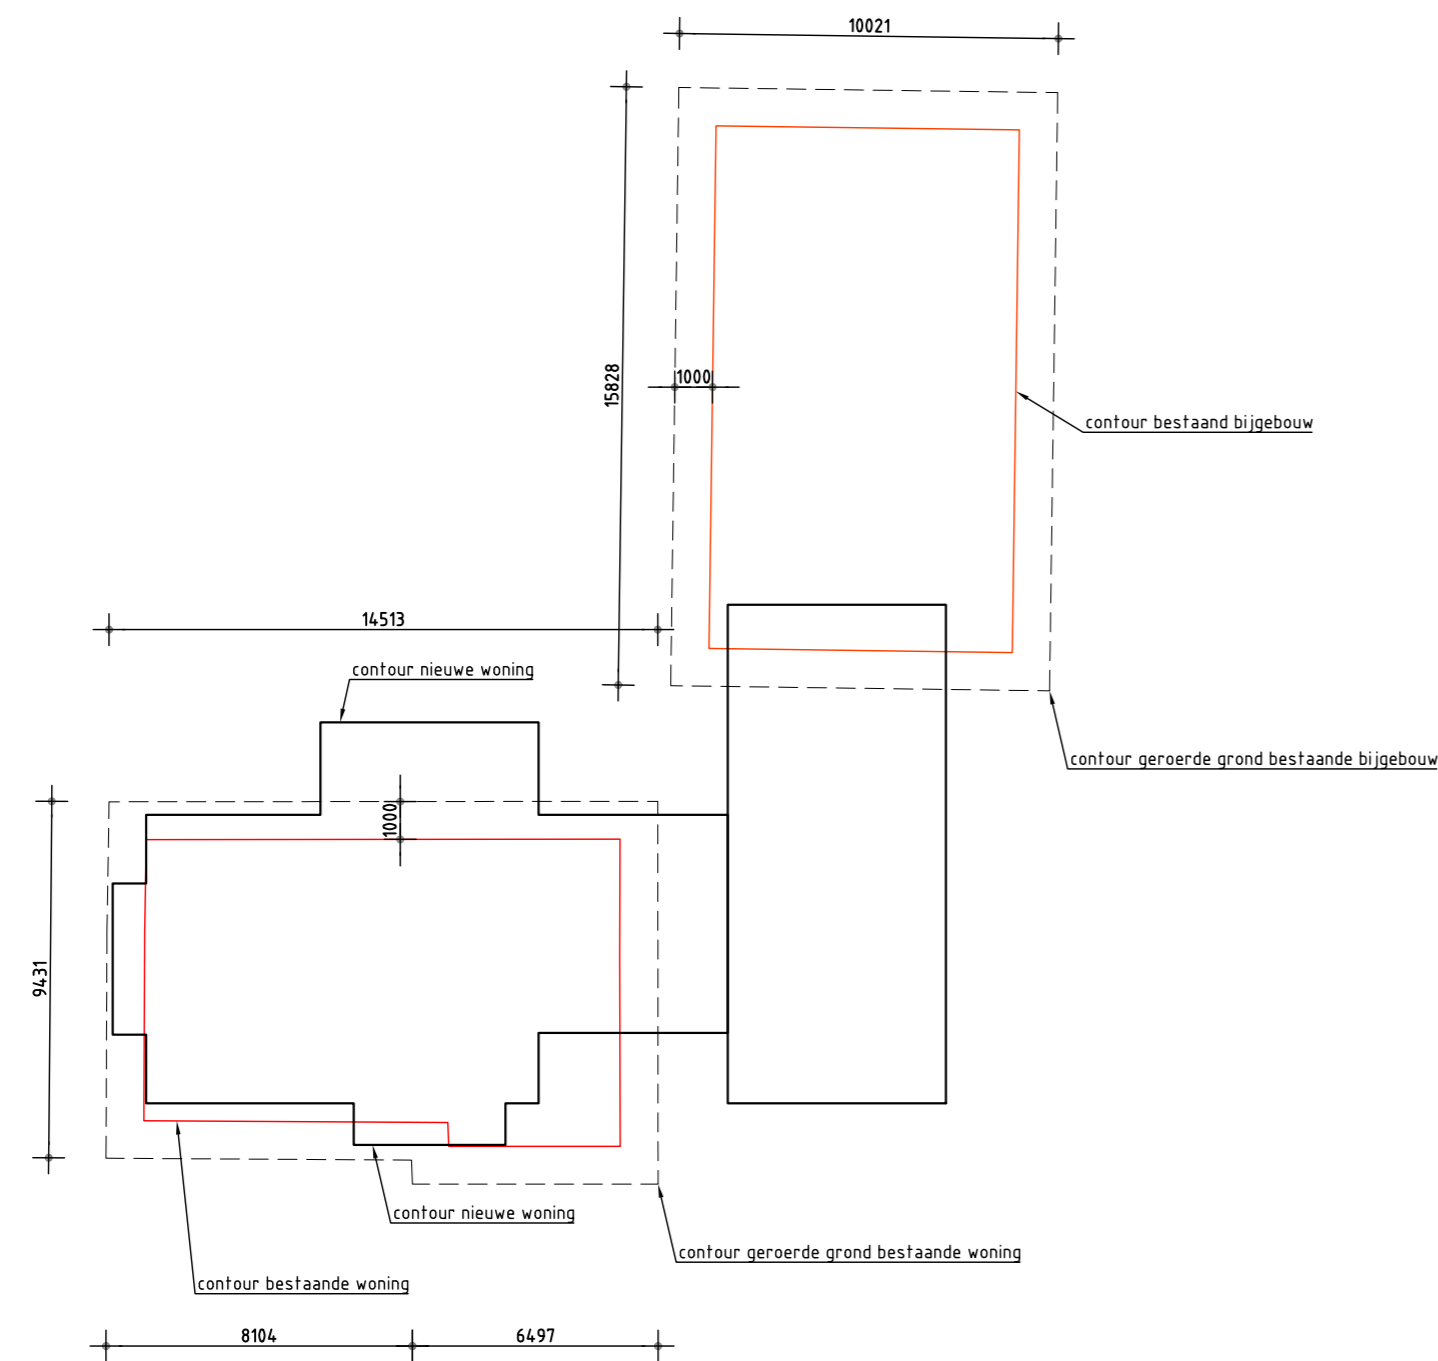 10021
15828
1000
contour bestaand bijgebouw
14513
contour nieuwe woning
contour geroerde grond bestaande bijgebouw
1000
9431
contour nieuwe woning
contour geroerde grond bestaande woning
contour bestaande woning
8104
6497